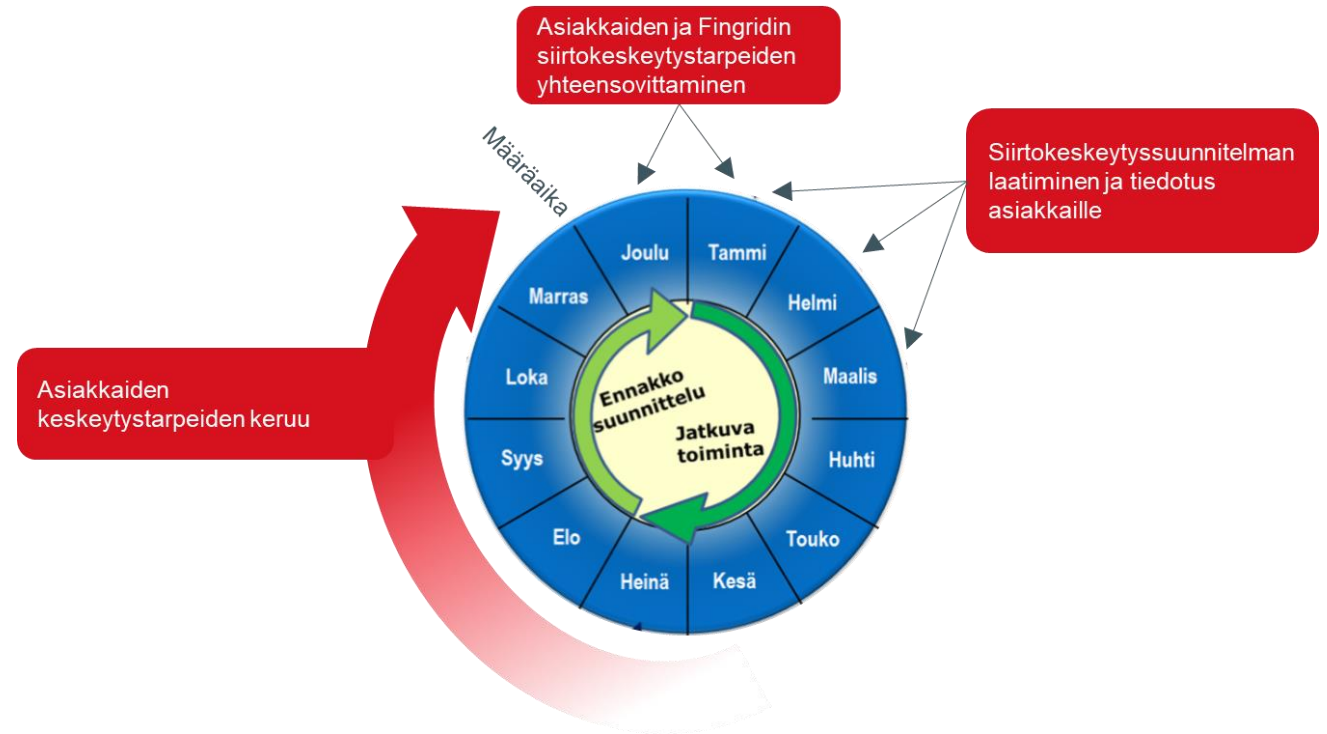 Asiakkaiden ja Fingridin
siirtokeskeytystarpeiden
yhteensovittaminen
Siirtokeskeytyssuunnitelman
laatiminen ja tiedotus
asiakkaille
Määräaika
Asiakkaiden
keskeytystarpeiden keruu
Tammi
Helmi
Maalis
Huhti
Touko
Kesä
Heinä
Elo
Syys
Loka
Marras
Joulu
Ennakko
suunnittelu
Jatkuva
toiminta